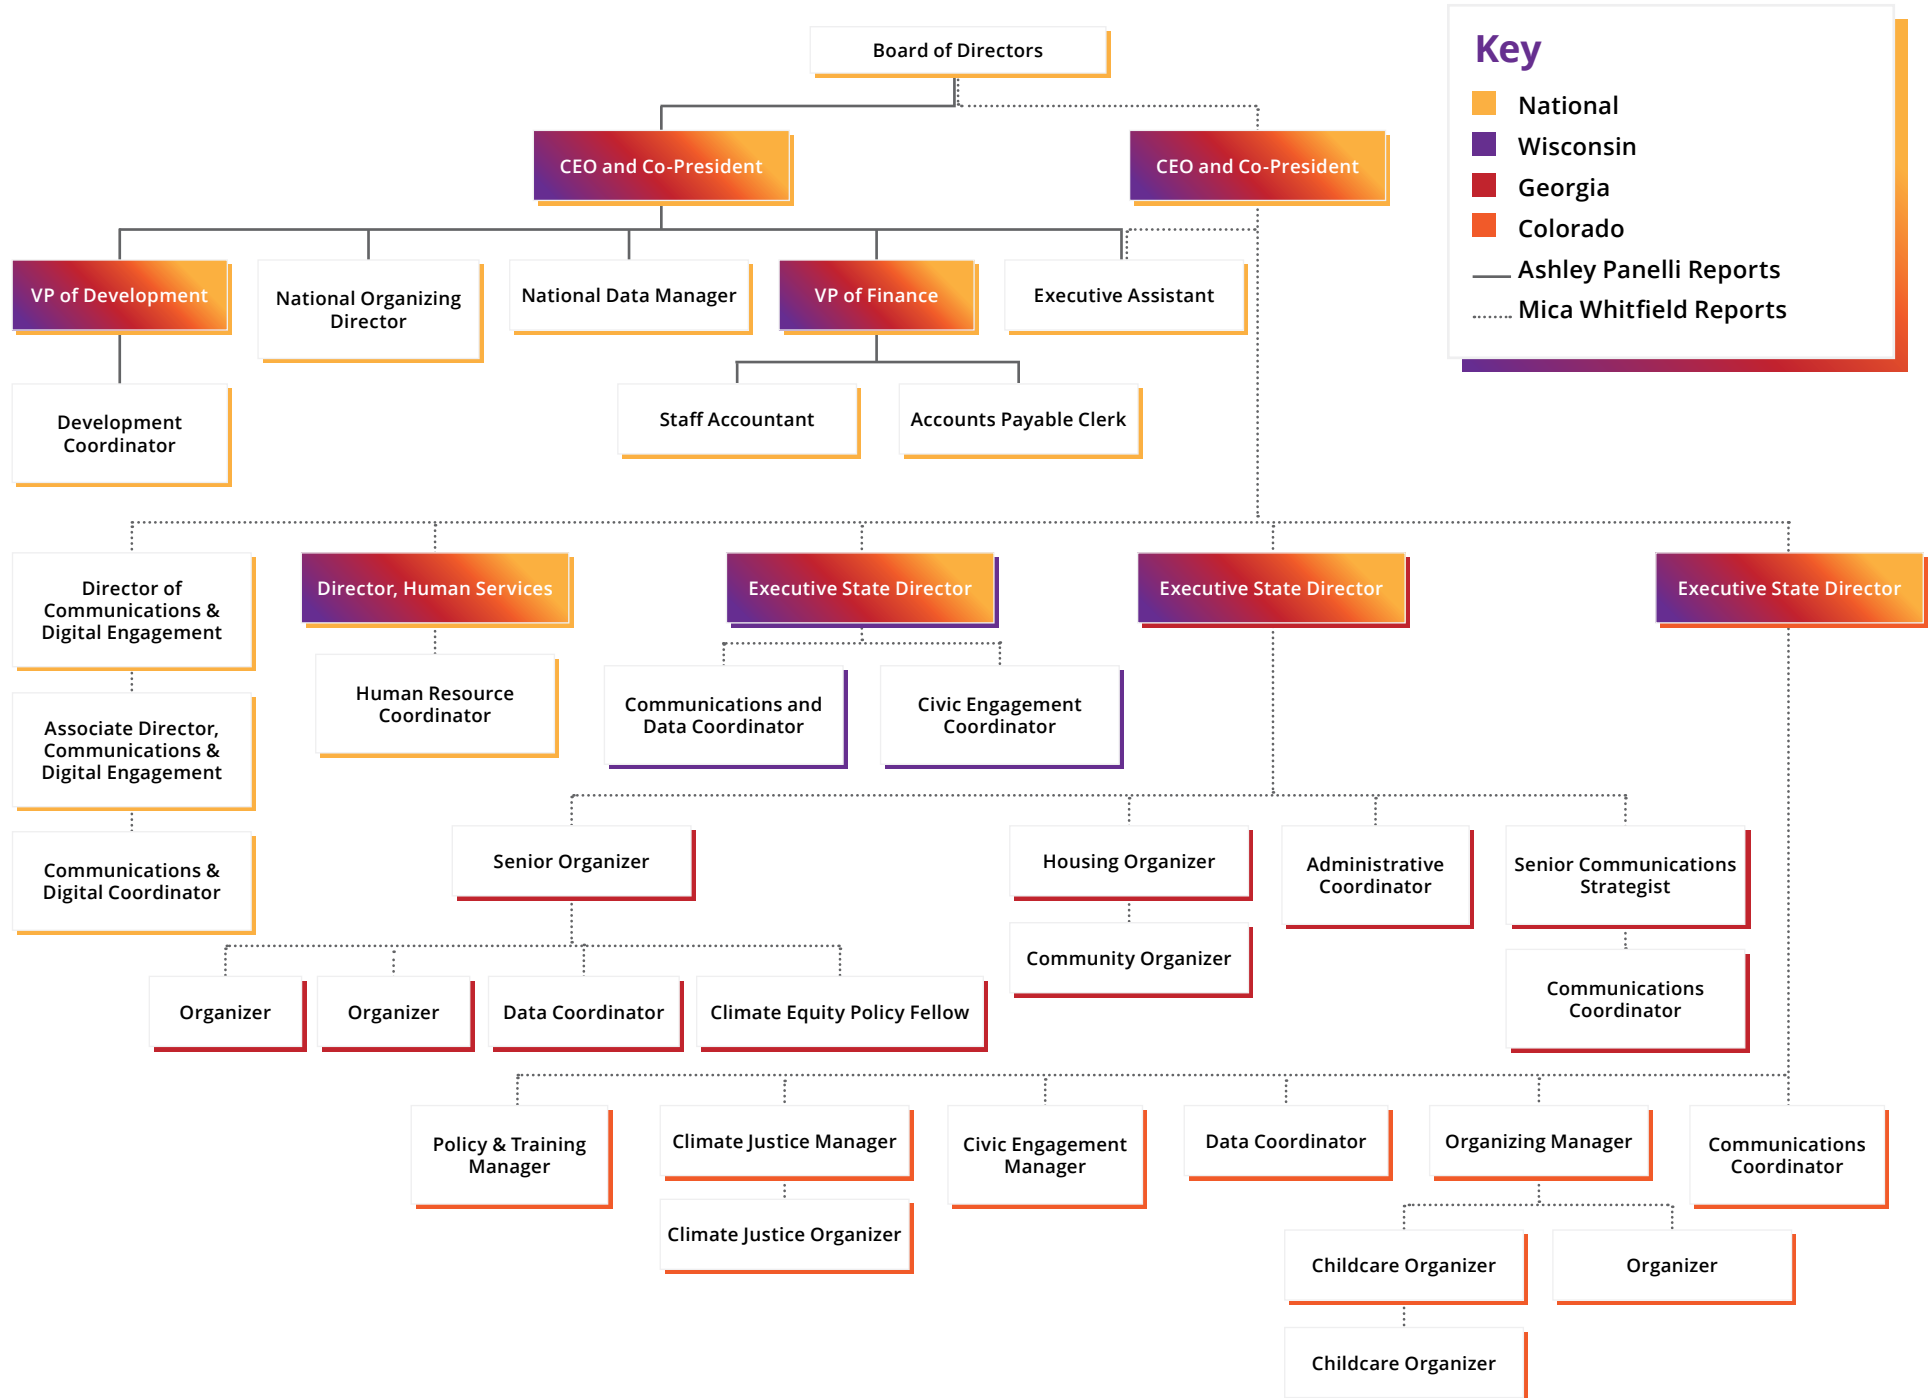 Board of Directors
Key
National
Wisconsin
Georgia
Colorado
Ashley Panelli Reports
Mica Whitfield Reports
CEO and Co-President
CEO and Co-President
VP of Development
National Organizing
Director
National Data Manager
VP of Finance
Executive Assistant
Development
Coordinator
Staff Accountant
Accounts Payable Clerk
Director of
Communications &
Digital Engagement
Director, Human Services
Executive State Director
Executive State Director
Executive State Director
Associate Director,
Communications &
Digital Engagement
Human Resource
Coordinator
Communications and
Data Coordinator
Civic Engagement
Coordinator
Communications &
Digital Coordinator
Senior Organizer
Housing Organizer
Administrative
Coordinator
Senior Communications
Strategist
Community Organizer
Communications
Coordinator
Organizer
Organizer
Data Coordinator
Climate Equity Policy Fellow
Policy & Training
Manager
Climate Justice Manager
Civic Engagement
Manager
Data Coordinator
Organizing Manager
Communications
Coordinator
Climate Justice Organizer
Childcare Organizer
Organizer
Childcare Organizer